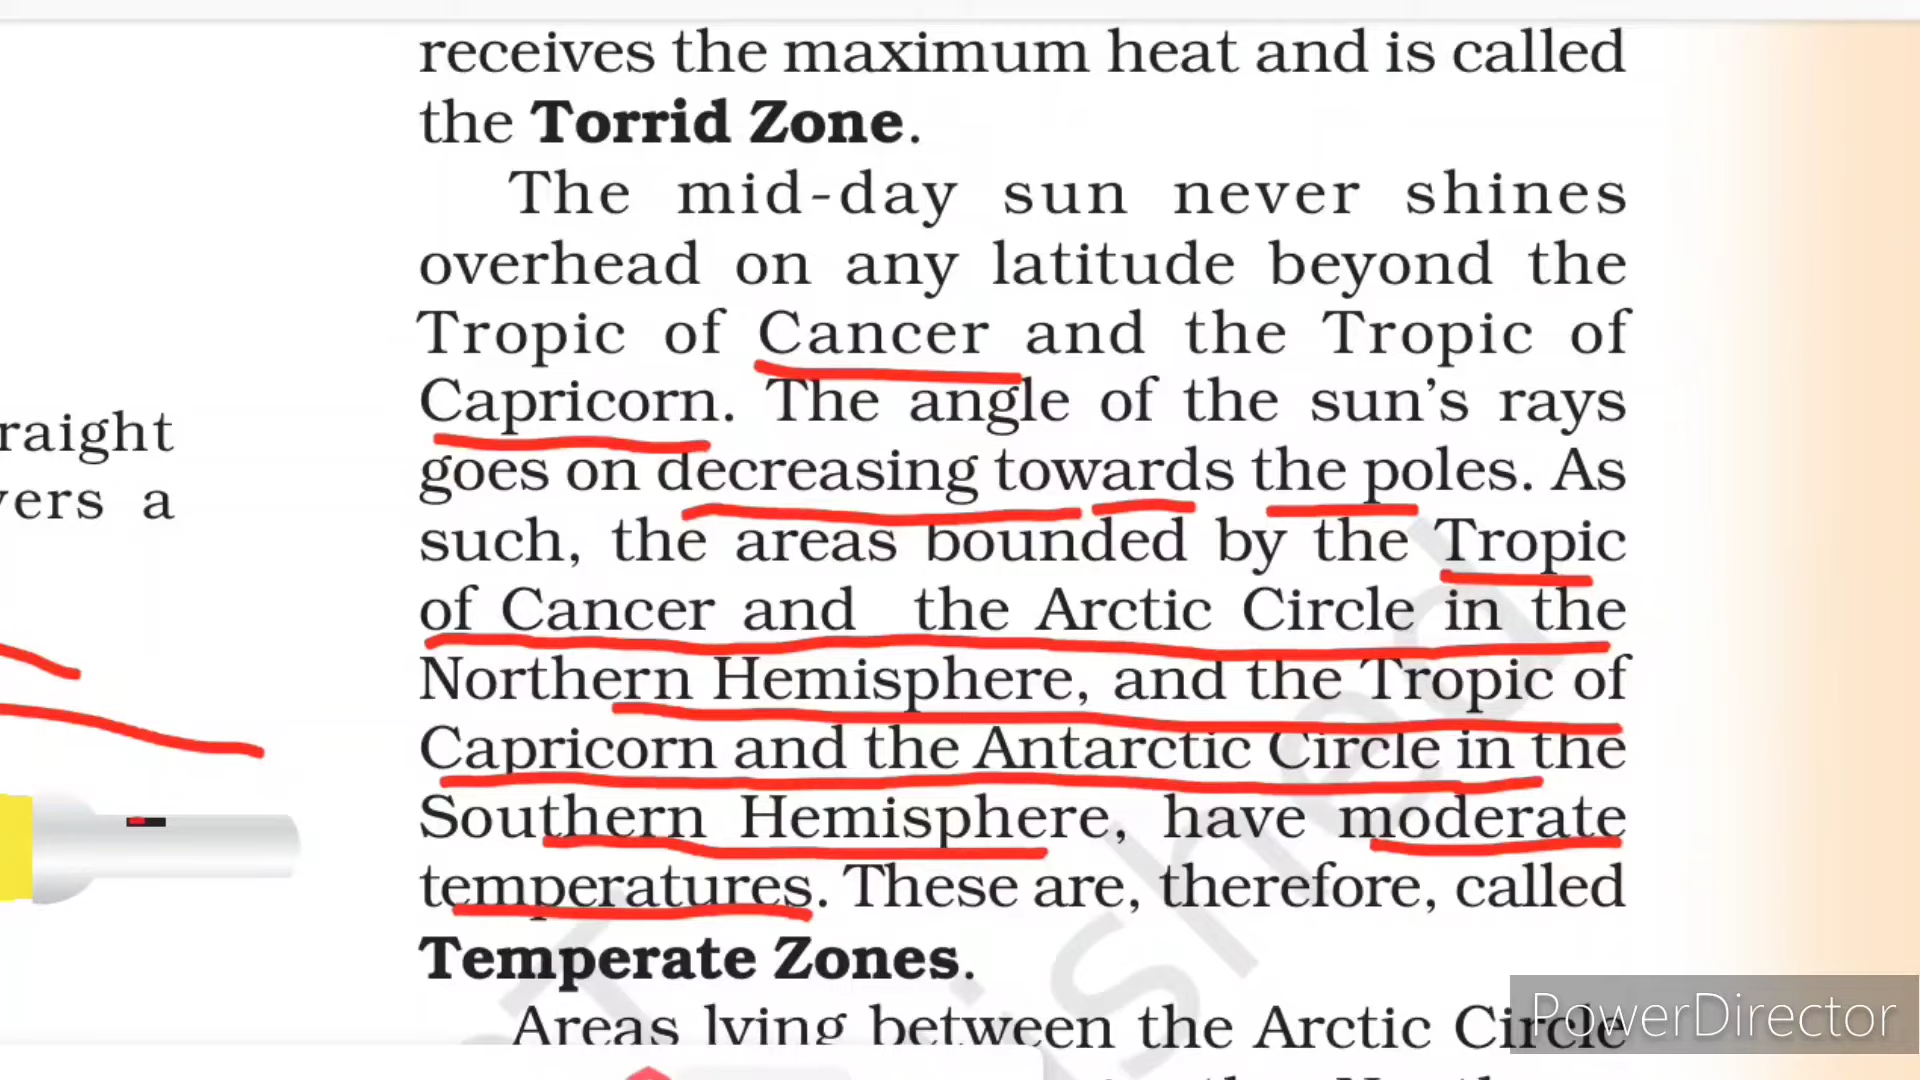 receives the maximum heat and is called
the Torrid Zone.
The mid-day sun never shines
overhead on any latitude beyond the
Tropic of Cancer and the Tropic of
Capricorn. The angle of the sun’s rays
raight
goes on decreasing towards the poles. As
vers a
such, the areas bounded by the Tropic
of Cancer and the Arctic Circle in the
Northern Hemisphere, and the Tropic of
Capricorn and the Antarctic Circle in the
Southern Hemisphere, have moderate
temperatures. These are, therefore, called
Temperate Zones.
Areas lying between the Arctic Circle
PowerDirector